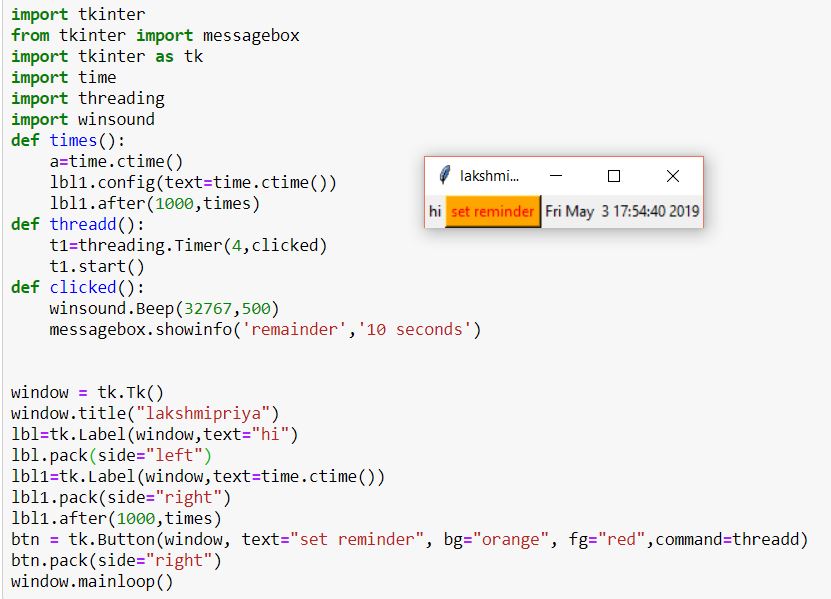 import tkinter
from tkinter import messagebox
import tkinter as tk
import time
import threading
import winsound
def times():
    a=time.ctime()
    lbl1.config(text=time.ctime())
    lbl1.after(1000,times)
def threadd():
    t1=threading.Timer(4,clicked)
    t1.start()
def clicked():
    winsound.Beep(32767,500)
    messagebox.showinfo('remainder','10 seconds')
window = tk.Tk()
window.title("lakshmipriya")
lbl=tk.Label(window,text="hi")
lbl.pack(side="left")
lbl1=tk.Label(window,text=time.ctime())
lbl1.pack(side="right")
lbl1.after(1000,times)
btn = tk.Button(window, text="set reminder", bg="orange", fg="red",command=threadd)
btn.pack(side="right")
window.mainloop()
lakshmi...
hi set reminder Fri May  3 17:54:40 2019